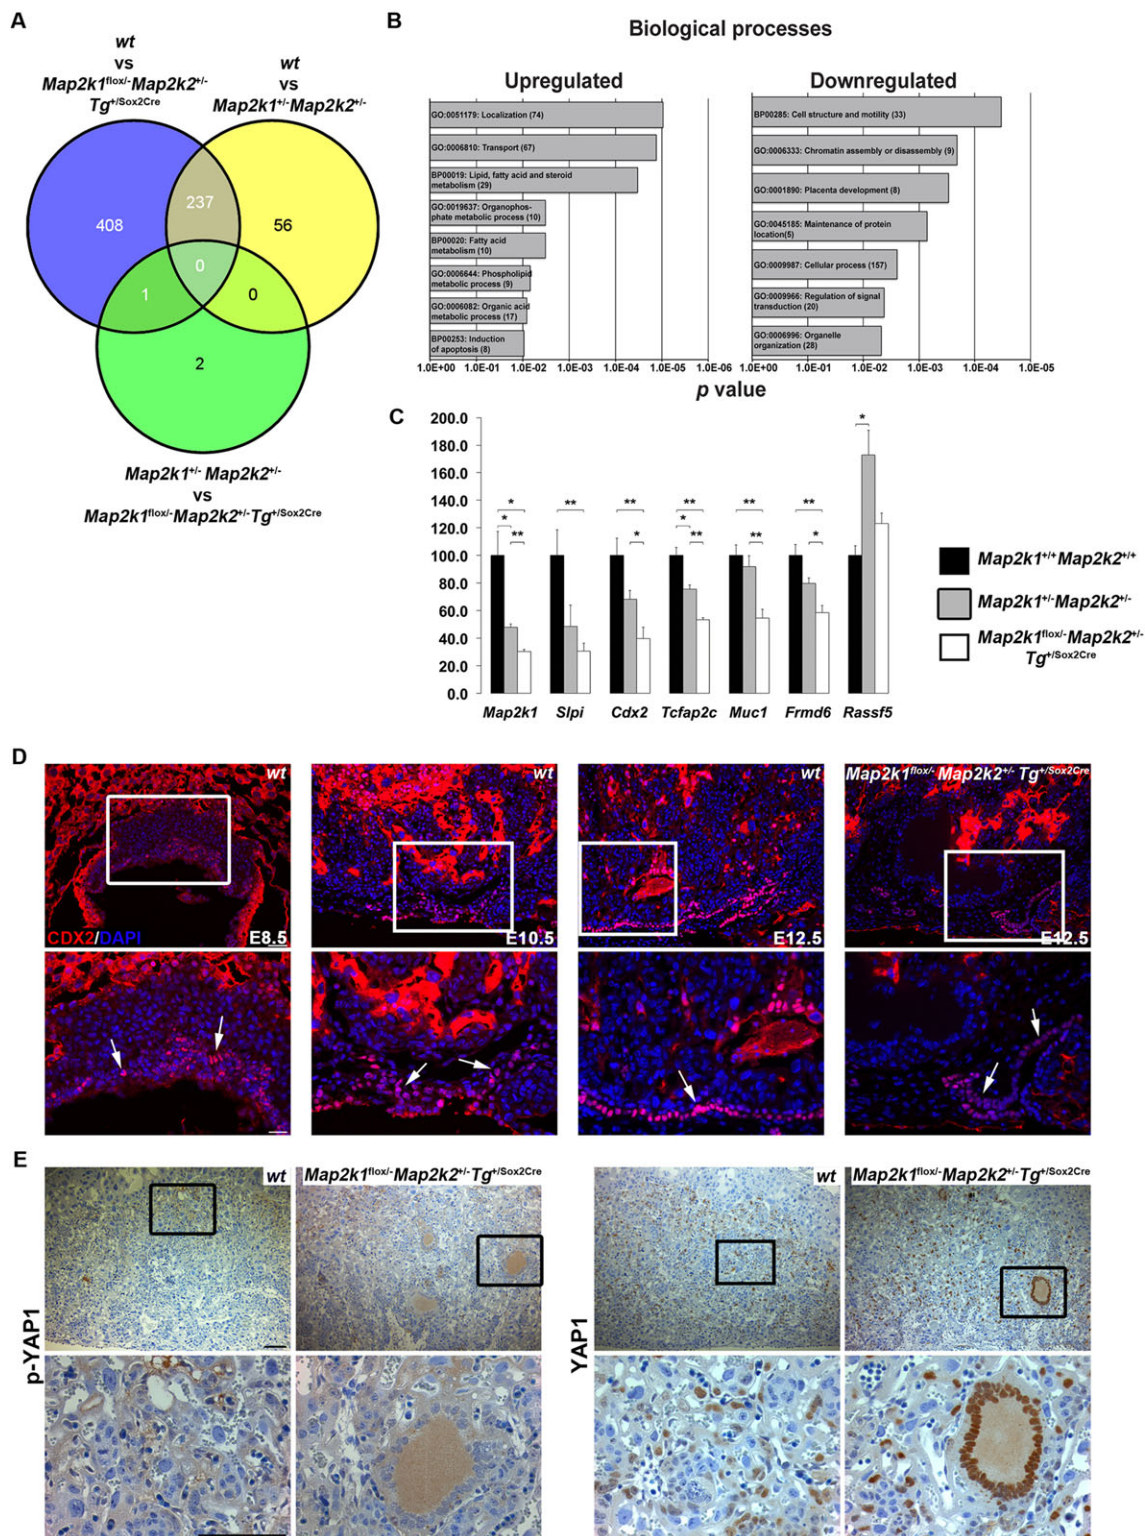 A
wt
vs
Map2k1flox/-Map2k2+/-
Tg+/Sox2Cre
wt
vs
Map2k1+/-Map2k2+/-
408
237
56
0
1
0
2
Map2k1+/- Map2k2+/-
vs
Map2k1flox/-Map2k2+/-Tg+/Sox2Cre
B
Biological processes
Upregulated
GO:0051179: Localization (74)
GO:0006810: Transport (67)
BP00019: Lipid, fatty acid and steroid
metabolism (29)
GO:0019637: Organophos-
phate metabolic process (10)
BP00020: Fatty acid
metabolism (10)
GO:0006644: Phospholipid
metabolic process (9)
GO:0006082: Organic acid
metabolic process (17)
BP00253: Induction
of apoptosis (8)
1.0E+00 1.0E-01 1.0E-02 1.0E-03 1.0E-04 1.0E-05 1.0E-06
Downregulated
BP00285: Cell structure and motility (33)
GO:0006333: Chromatin assembly or disassembly (9)
GO:0001890: Placenta development (8)
GO:0045185: Maintenance of protein
location(5)
GO:0009987: Cellular process (157)
GO:0009966: Regulation of signal
transduction (20)
GO:0006996: Organelle
organization (28)
1.0E+00 1.0E-01 1.0E-02 1.0E-03 1.0E-04 1.0E-05
p value
C
200.0
180.0
160.0
140.0
120.0
100.0
80.0
60.0
40.0
20.0
0.0
* ** ** ** ** ** *
* * * ** **
** ** *
Map2k1 Slpi Cdx2 Tcfap2c Muc1 Frmd6 Rassf5
Map2k1+/+Map2k2+/+
Map2k1+/-Map2k2+/-
Map2k1flox/-Map2k2+/-
Tg+/Sox2Cre
D
wt
CDX2/DAPI
E8.5
wt
E10.5
wt
E12.5
Map2k1flox/- Map2k2+/- Tg+/Sox2Cre
E12.5
E
p-YAP1
wt
Map2k1flox/-Map2k2+/-Tg+/Sox2Cre
YAP1
wt
Map2k1flox/-Map2k2+/-Tg+/Sox2Cre